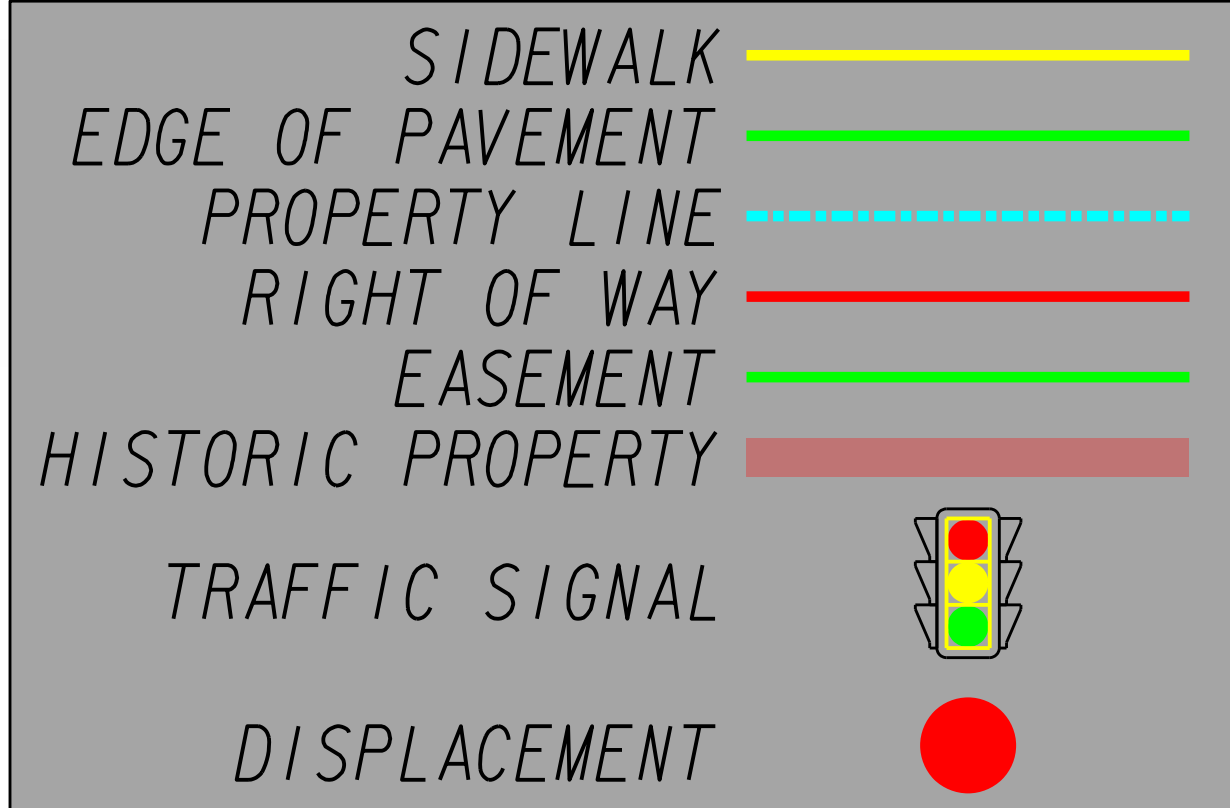 SIDEWALK
EDGE OF PAVEMENT
PROPERTY LINE
RIGHT OF WAY
EASEMENT
HISTORIC PROPERTY
TRAFFIC SIGNAL
DISPLACEMENT